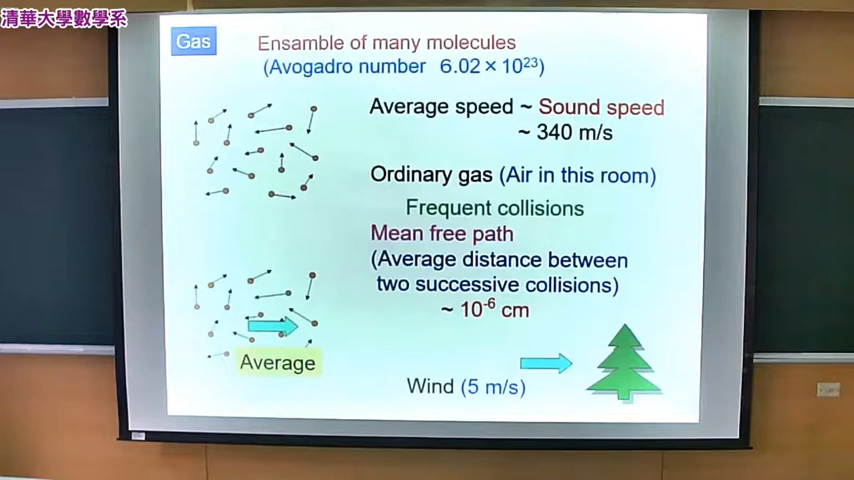 清華大學數學系
Gas
Ensamble of many molecules
(Avogadro number 6.02 × 10²³)
Average speed ~ Sound speed
~ 340 m/s
Ordinary gas (Air in this room)
Frequent collisions
Mean free path
(Average distance between
two successive collisions)
~ 10⁻⁶ cm
Average
Wind (5 m/s)